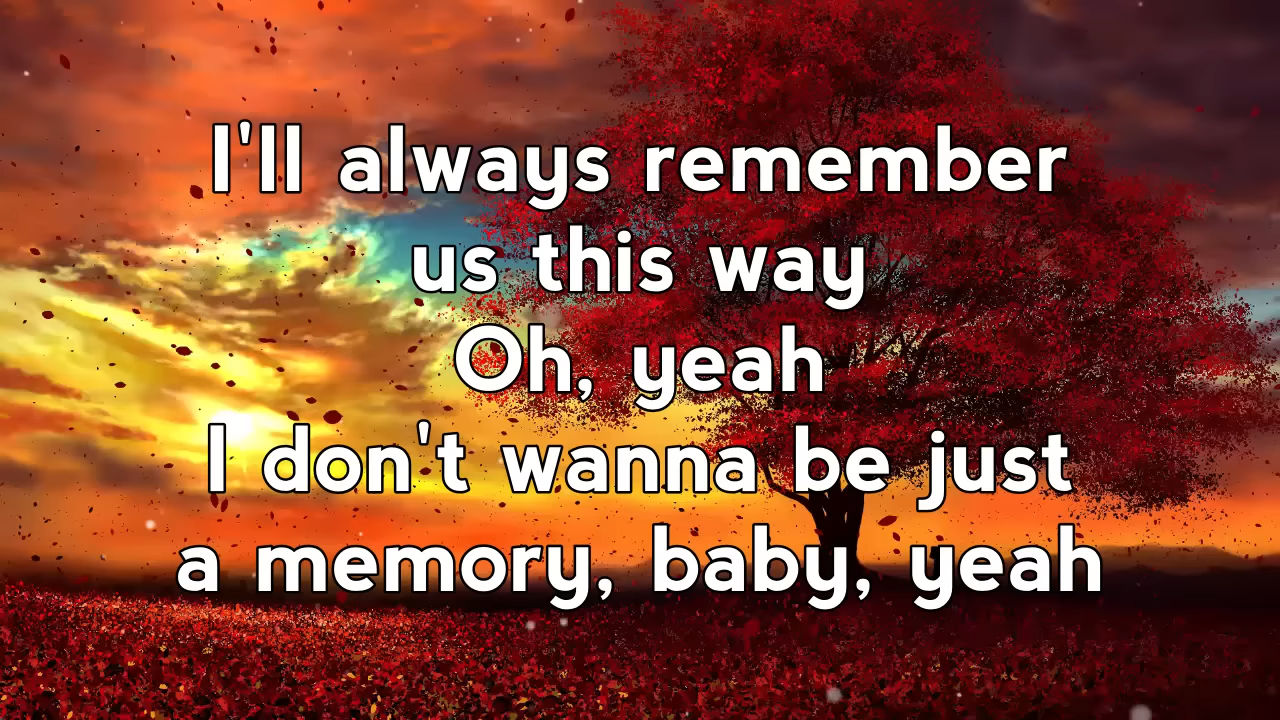 I'll always remember
us this way
Oh, yeah
I don't wanna be just
a memory, baby, yeah